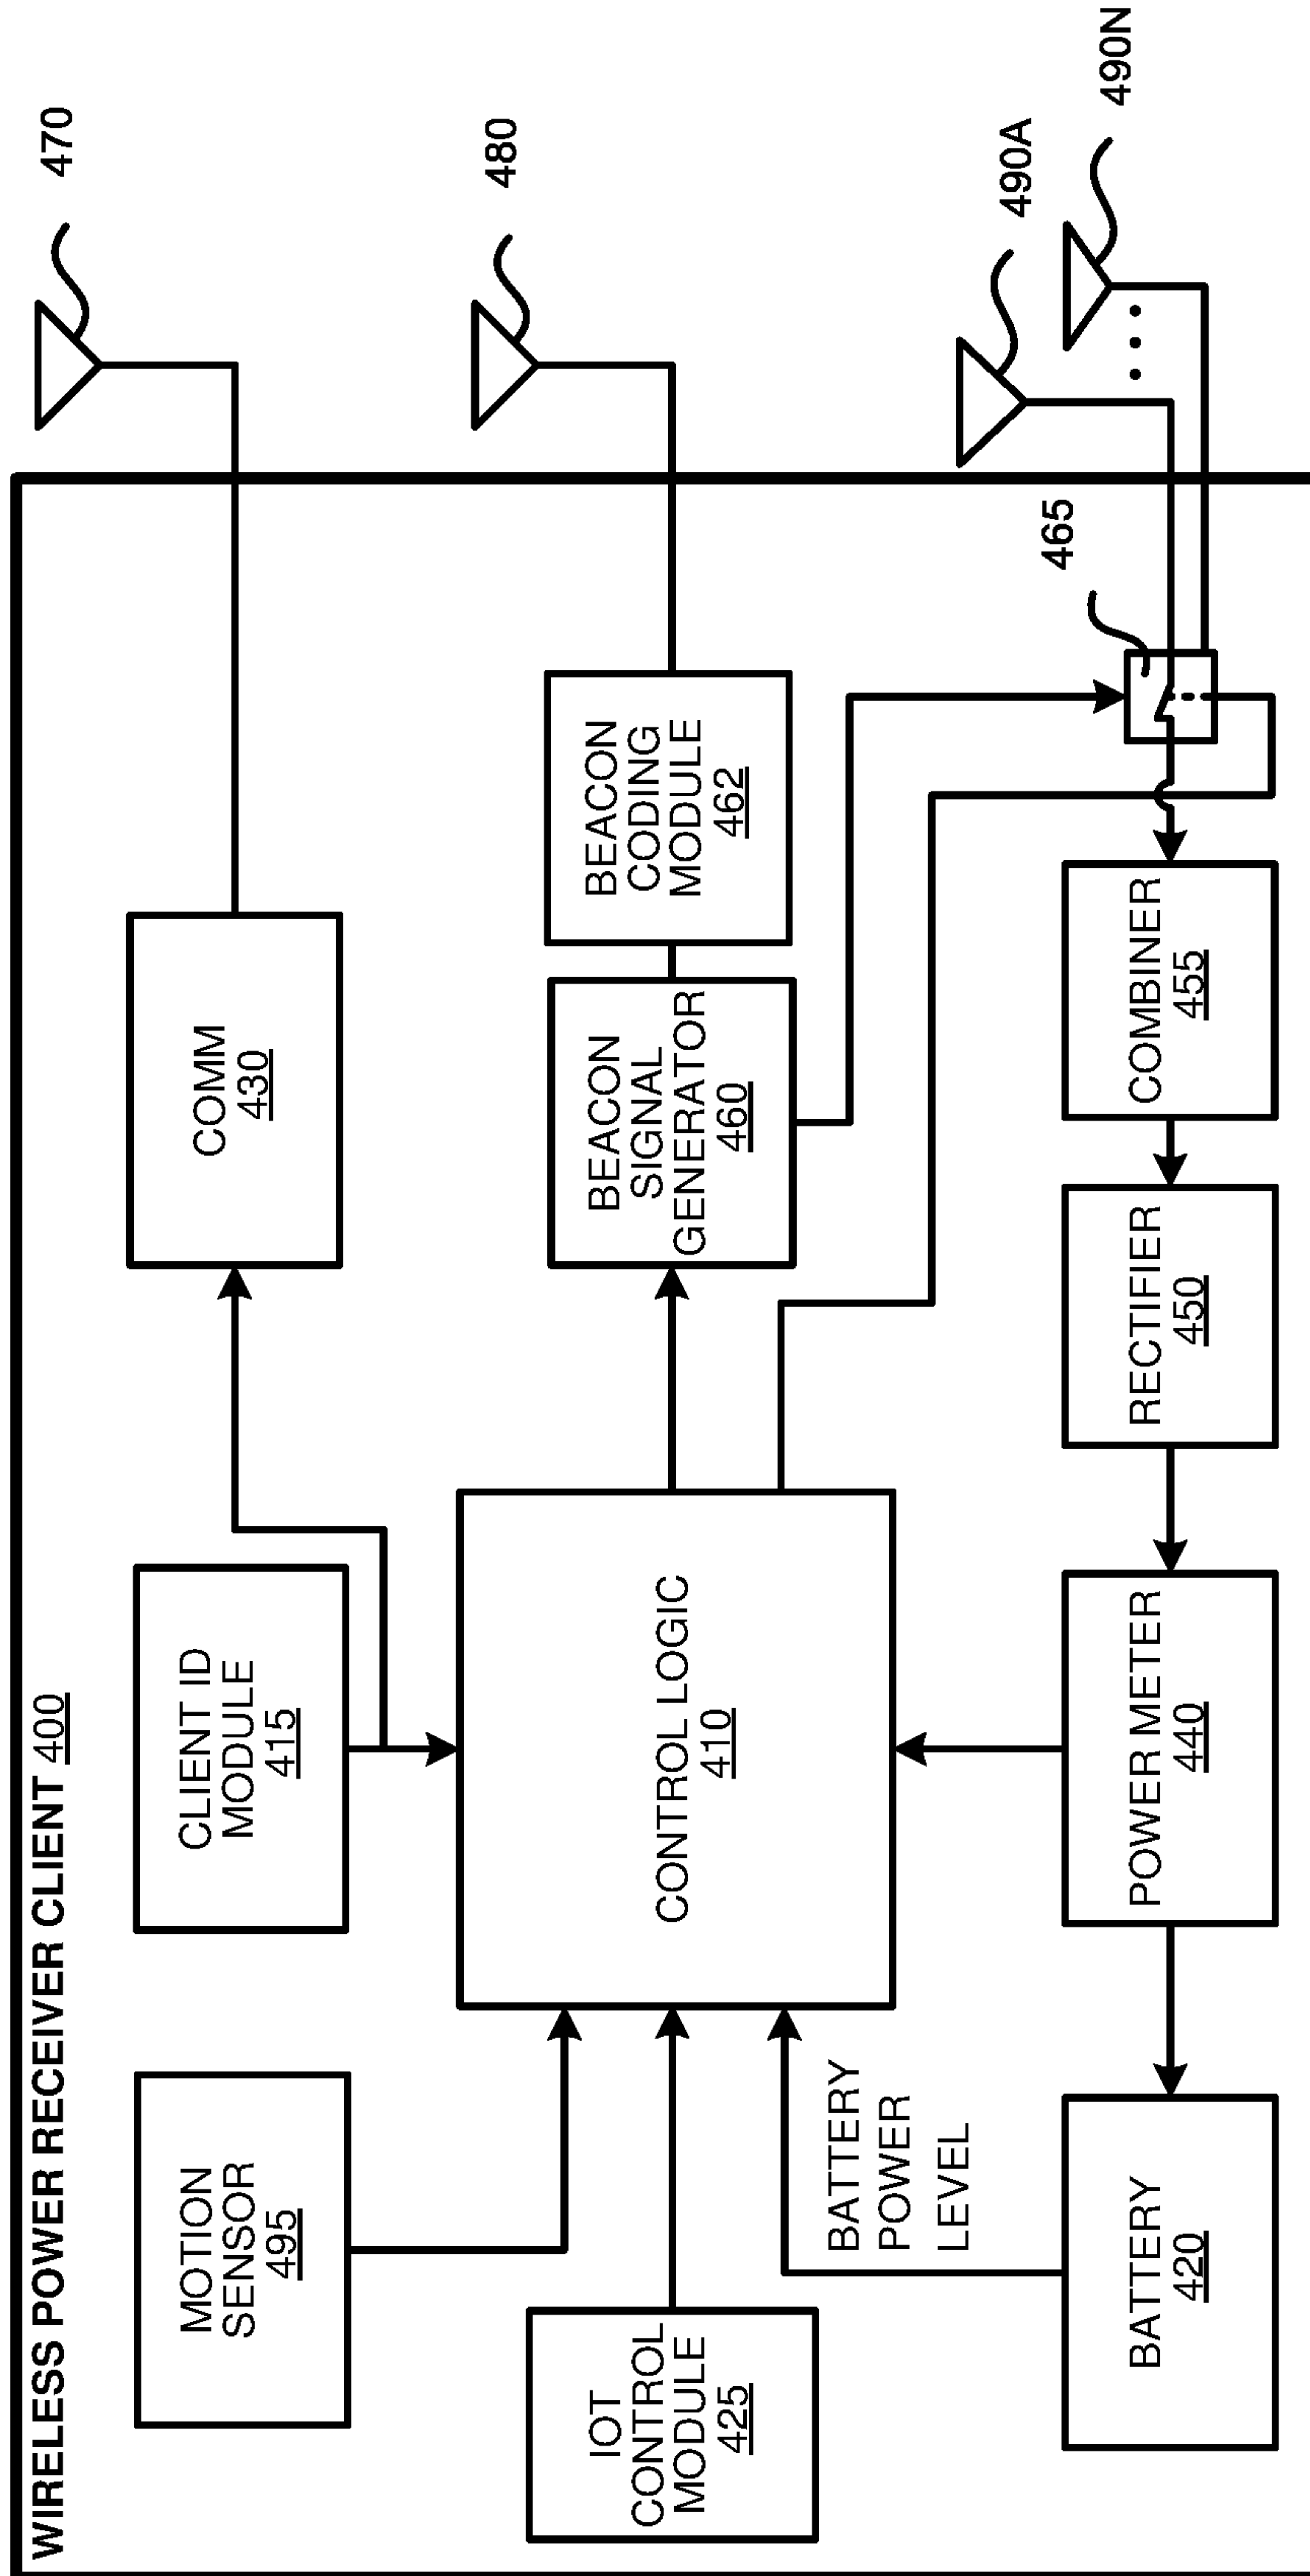 WIRELESS POWER RECEIVER CLIENT 400
MOTION
SENSOR
495
CLIENT ID
MODULE
415
COMM
430
470
IOT
CONTROL
MODULE
425
CONTROL LOGIC
410
BEACON
SIGNAL
GENERATOR
460
BEACON
CODING
MODULE
462
480
BATTERY
POWER
LEVEL
465
490A
490N
BATTERY
420
POWER METER
440
RECTIFIER
450
COMBINER
455